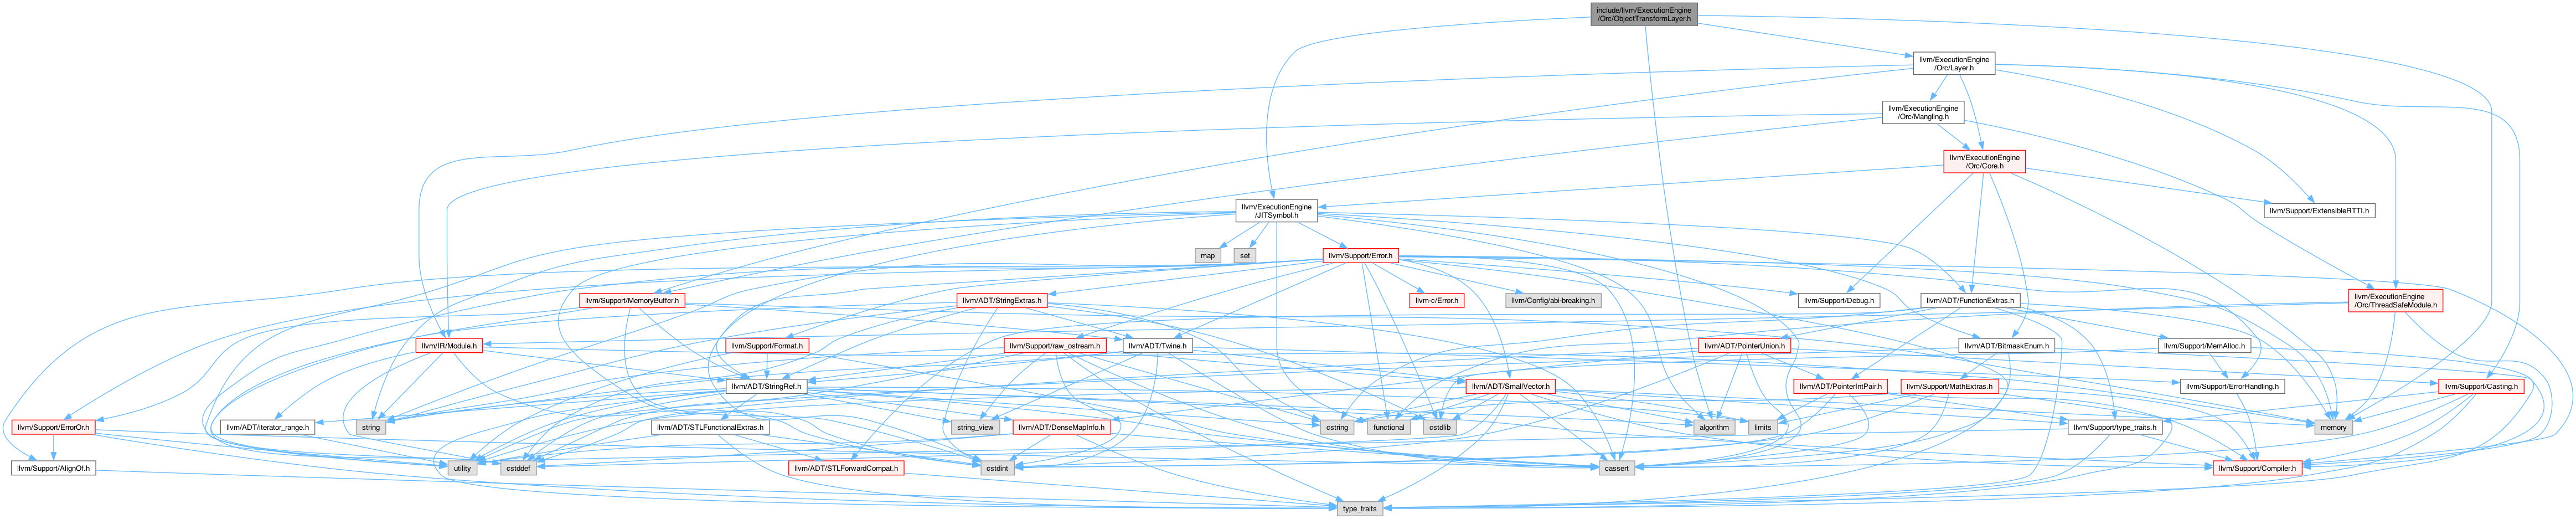 include/llvm/ExecutionEngine
/Orc/ObjectTransformLayer.h
llvm/ExecutionEngine
/Orc/Layer.h
llvm/ExecutionEngine
/Orc/Mangling.h
llvm/ExecutionEngine
/Orc/Core.h
llvm/ExecutionEngine
/JITSymbol.h
llvm/Support/ExtensibleRTTI.h
map
set
llvm/Support/Error.h
llvm/Support/MemoryBuffer.h
llvm/ADT/StringExtras.h
llvm-c/Error.h
llvm/Config/abi-breaking.h
llvm/Support/Debug.h
llvm/ADT/FunctionExtras.h
llvm/ExecutionEngine
/Orc/ThreadSafeModule.h
llvm/IR/Module.h
llvm/Support/Format.h
llvm/Support/raw_ostream.h
llvm/ADT/Twine.h
llvm/ADT/PointerUnion.h
llvm/ADT/BitmaskEnum.h
llvm/Support/MemAlloc.h
llvm/ADT/StringRef.h
llvm/ADT/SmallVector.h
llvm/ADT/PointerIntPair.h
llvm/Support/MathExtras.h
llvm/Support/ErrorHandling.h
llvm/Support/Casting.h
llvm/Support/ErrorOr.h
llvm/ADT/iterator_range.h
string
llvm/ADT/STLFunctionalExtras.h
string_view
llvm/ADT/DenseMapInfo.h
cstring
functional
cstdlib
algorithm
limits
llvm/Support/type_traits.h
memory
llvm/Support/AlignOf.h
utility
cstddef
llvm/ADT/STLForwardCompat.h
cstdint
cassert
llvm/Support/Compiler.h
type_traits